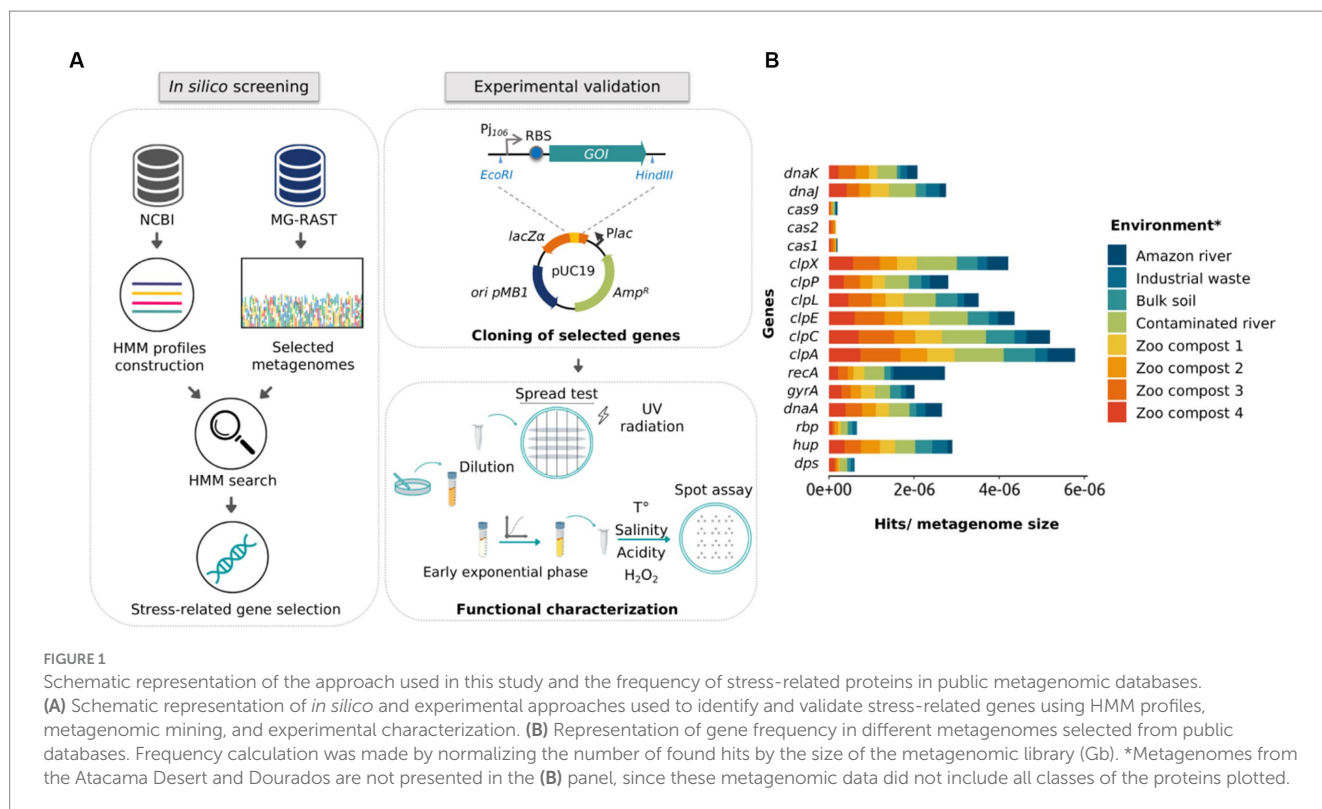 A
In silico screening
NCBI
MG-RAST
HMM profiles
construction
Selected
metagenomes
HMM search
Stress-related gene selection
Experimental validation
Pj106
RBS
GOI
EcoRI
HindIII
lacZα
Plac
pUC19
ori pMB1
AmpR
Cloning of selected genes
Spread test
UV
radiation
Dilution
Spot assay
T°
Salinity
Acidity
H2O2
Early exponential phase
Functional characterization
B
Genes
dnaK
dnaJ
cas9
cas2
cas1
clpX
clpP
clpL
clpE
clpC
clpA
recA
gyrA
dnaA
rbp
hup
dps
0e+00 2e-06 4e-06 6e-06
Hits/ metagenome size
Environment*
Amazon river
Industrial waste
Bulk soil
Contaminated river
Zoo compost 1
Zoo compost 2
Zoo compost 3
Zoo compost 4
FIGURE 1
Schematic representation of the approach used in this study and the frequency of stress-related proteins in public metagenomic databases.
(A) Schematic representation of in silico and experimental approaches used to identify and validate stress-related genes using HMM profiles,
metagenomic mining, and experimental characterization. (B) Representation of gene frequency in different metagenomes selected from public
databases. Frequency calculation was made by normalizing the number of found hits by the size of the metagenomic library (Gb). *Metagenomes from
the Atacama Desert and Dourados are not presented in the (B) panel, since these metagenomic data did not include all classes of the proteins plotted.